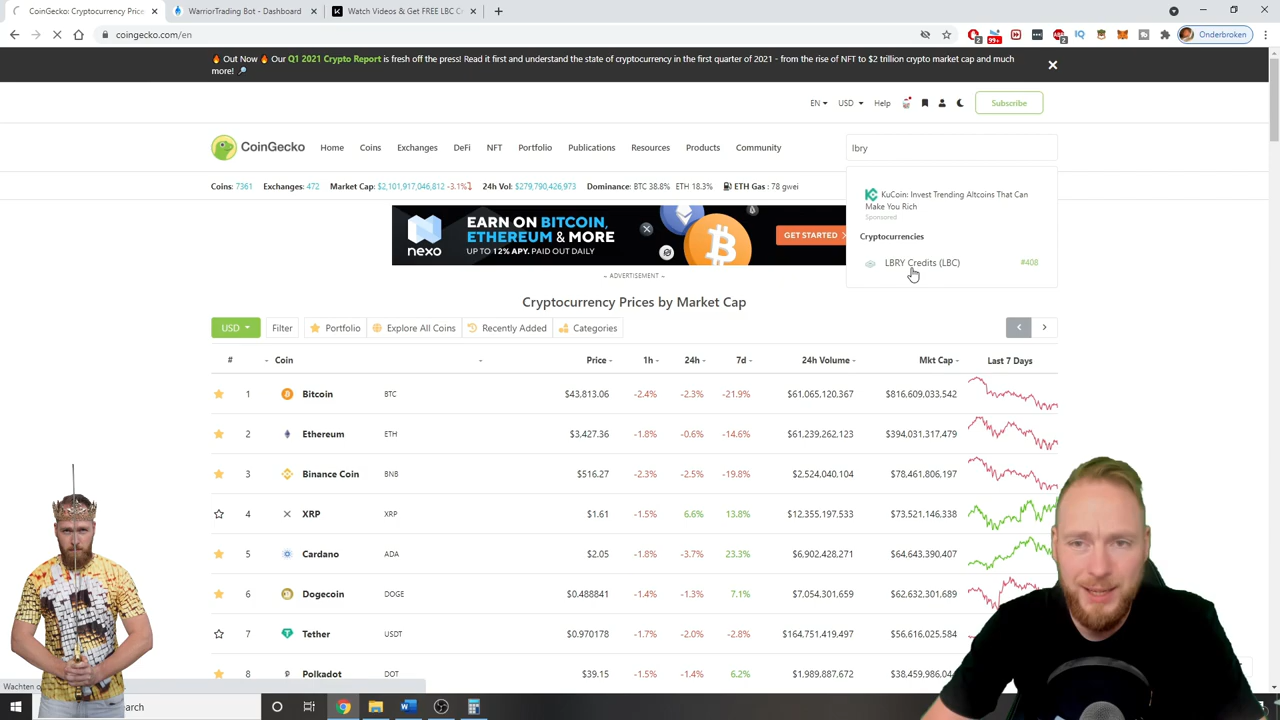 CoinGecko: Cryptocurrency Price
WarriorTrading Bot - Dashboard
Watch Videos & Get FREE LBC C
coingecko.com/en
Onderbroken
🔥 Out Now 🔥 Our Q1 2021 Crypto Report is fresh off the press! Read it first and understand the state of cryptocurrency in the first quarter of 2021 - from the rise of NFT to $2 trillion crypto market cap and much
more! 🔎
EN USD Help Subscribe
CoinGecko Home Coins Exchanges DeFi NFT Portfolio Publications Resources Products Community lbry
Coins: 7361 Exchanges: 472 Market Cap: $2,101,917,046,812 -3.1% 24h Vol: $279,790,426,973 Dominance: BTC 38.8% ETH 18.3% ETH Gas: 78 gwei
KuCoin: Invest Trending Altcoins That Can
Make You Rich
Sponsored
Cryptocurrencies
LBRY Credits (LBC) #408
nexo
EARN ON BITCOIN,
ETHEREUM & MORE
UP TO 12% APY. PAID OUT DAILY
GET STARTED
– ADVERTISEMENT –
Cryptocurrency Prices by Market Cap
USD Filter Portfolio Explore All Coins Recently Added Categories
# Coin Price 1h 24h 7d 24h Volume Mkt Cap Last 7 Days
1 Bitcoin BTC $43,813.06 -2.4% -2.3% -21.9% $61,065,120,367 $816,609,033,542
2 Ethereum ETH $3,427.36 -1.8% -0.6% -14.6% $61,239,262,123 $394,031,317,479
3 Binance Coin BNB $516.27 -2.3% -2.5% -19.8% $2,524,040,104 $78,461,806,197
4 XRP XRP $1.61 -1.5% 6.6% 13.8% $12,355,197,533 $73,521,146,338
5 Cardano ADA $2.05 -1.8% -3.7% 23.3% $6,902,428,271 $64,643,390,407
6 Dogecoin DOGE $0.488841 -1.4% -1.3% 7.1% $7,054,301,659 $62,632,301,689
7 Tether USDT $0.970178 -1.7% -2.0% -2.8% $164,751,419,497 $56,616,025,584
8 Polkadot DOT $39.15 -1.5% -1.4% 6.2% $1,989,887,672
Wachten